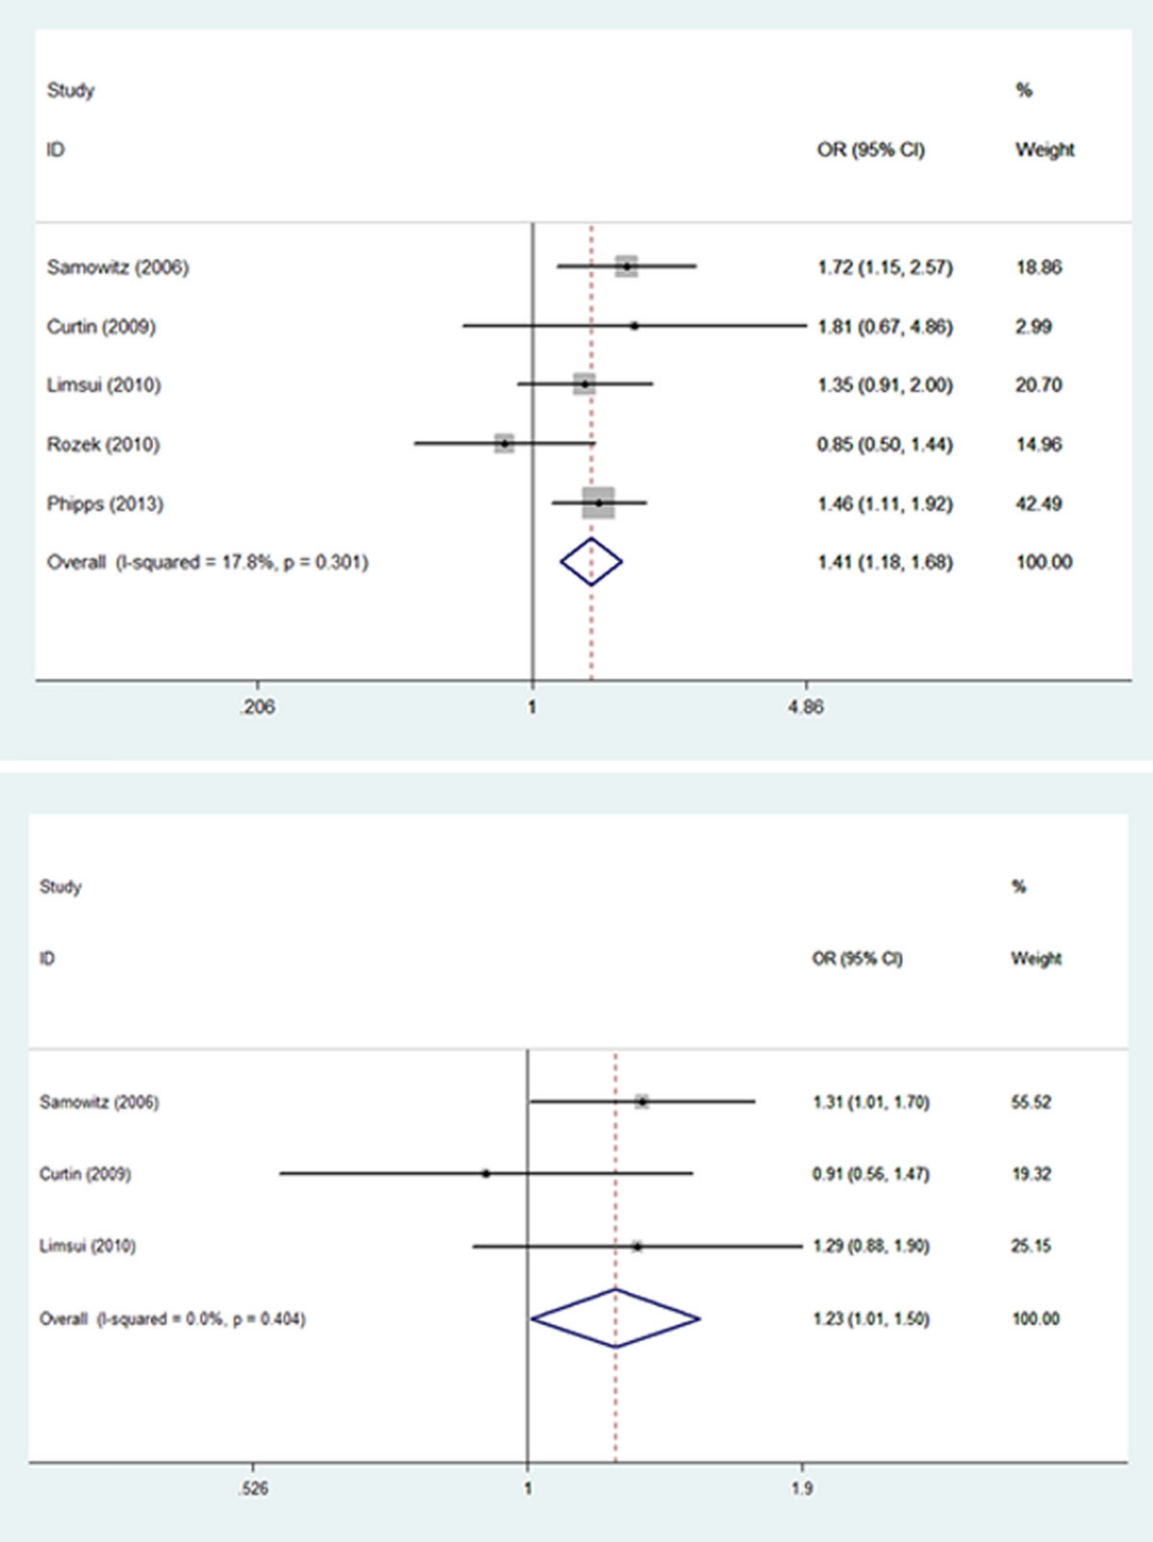 Study %
ID OR (95% CI) Weight
Samowitz (2006) 1.72 (1.15, 2.57) 18.86
Curtin (2009) 1.81 (0.67, 4.86) 2.99
Limsui (2010) 1.35 (0.91, 2.00) 20.70
Rozek (2010) 0.85 (0.50, 1.44) 14.96
Phipps (2013) 1.46 (1.11, 1.92) 42.49
Overall (I-squared = 17.8%, p = 0.301) 1.41 (1.18, 1.68) 100.00
.206 1 4.86
Study %
ID OR (95% CI) Weight
Samowitz (2006) 1.31 (1.01, 1.70) 55.52
Curtin (2009) 0.91 (0.56, 1.47) 19.32
Limsui (2010) 1.29 (0.88, 1.90) 25.15
Overall (I-squared = 0.0%, p = 0.404) 1.23 (1.01, 1.50) 100.00
.526 1 1.9